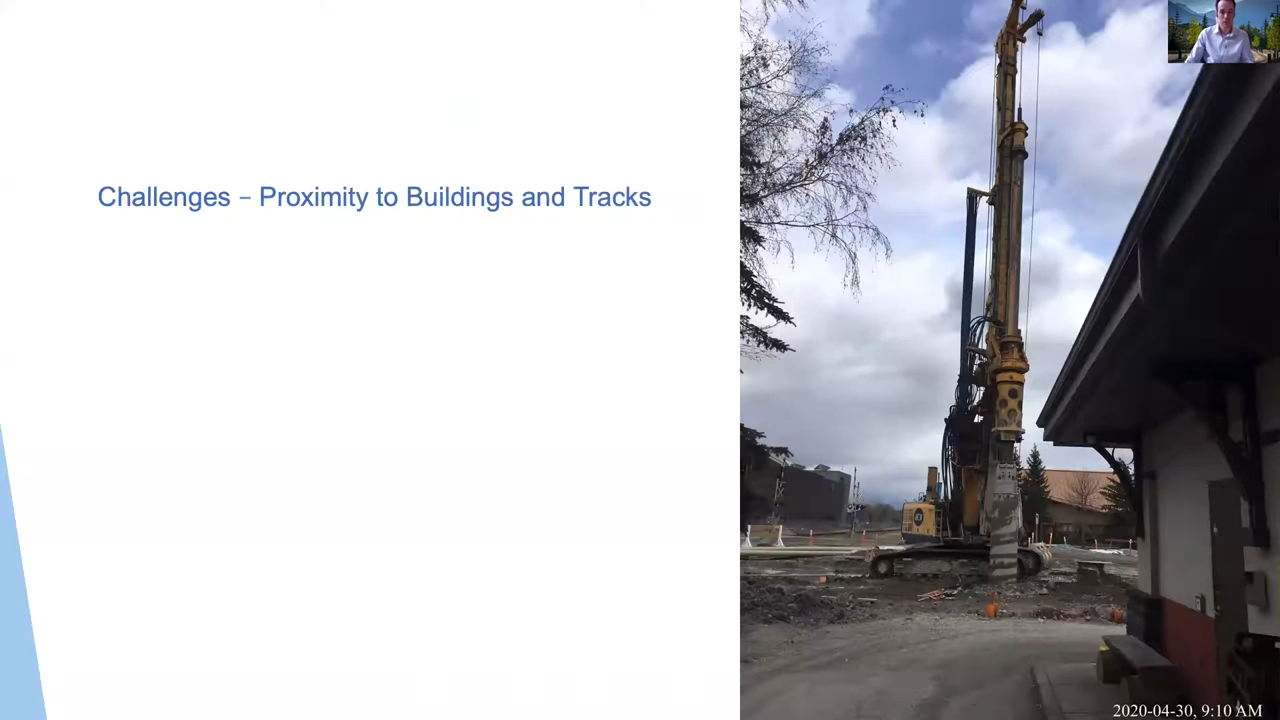 Challenges – Proximity to Buildings and Tracks
2020-04-30, 9:10 AM